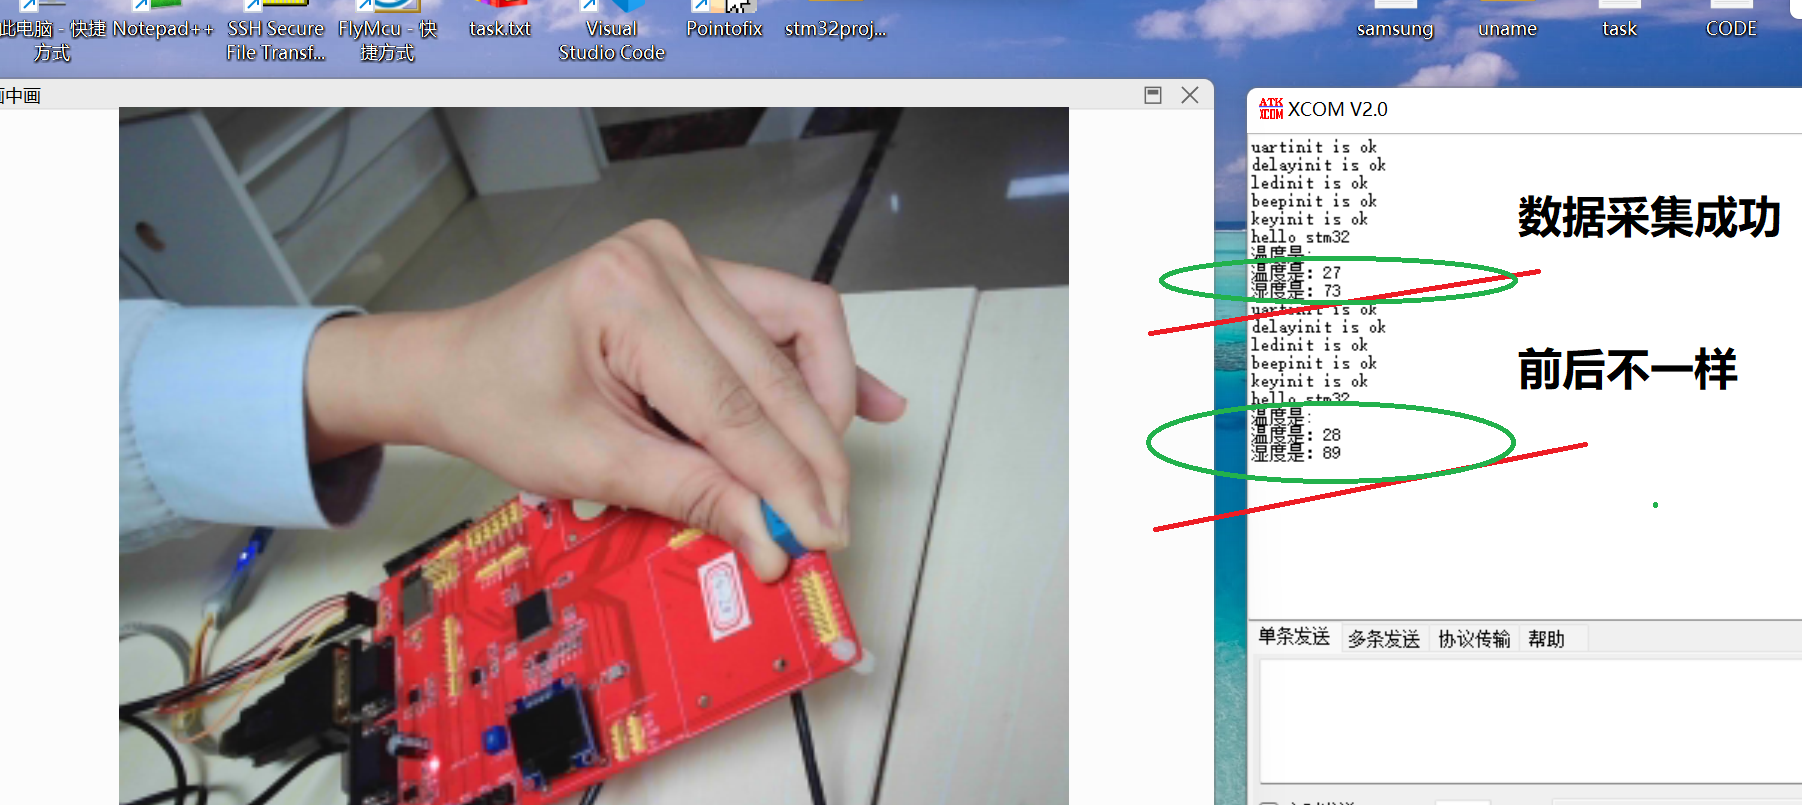 此电脑 - 快捷方式
Notepad++
SSH Secure File Transf...
FlyMcu - 快捷方式
task.txt
Visual Studio Code
Pointofix
stm32proj...
samsung
uname
task
CODE
画中画
ATK XCOM
XCOM V2.0
uartinit is ok
delayinit is ok
ledinit is ok
beepinit is ok
keyinit is ok
hello stm32
温度是:
温度是: 27
湿度是: 73
uartinit is ok
delayinit is ok
ledinit is ok
beepinit is ok
keyinit is ok
hello stm32
温度是:
温度是: 28
湿度是: 89
数据采集成功
前后不一样
单条发送
多条发送
协议传输
帮助